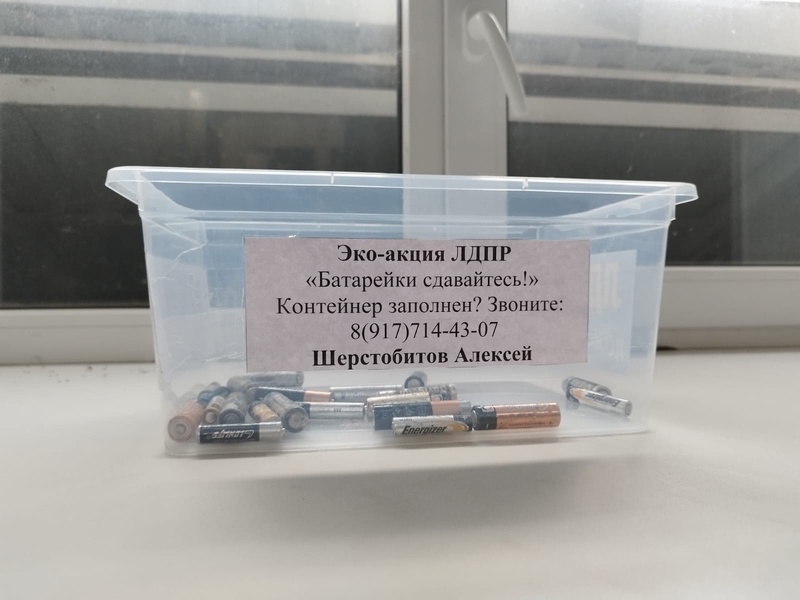 Эко-акция ЛДПР
«Батарейки сдавайтесь!»
Контейнер заполнен? Звоните:
8(917)714-43-07
Шерстобитов Алексей
Energizer